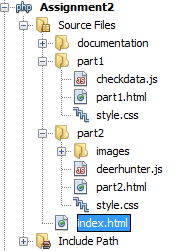 php Assignment2
Source Files
documentation
part1
checkdata.js
part1.html
style.css
part2
images
deerhunter.js
part2.html
style.css
index.html
Include Path